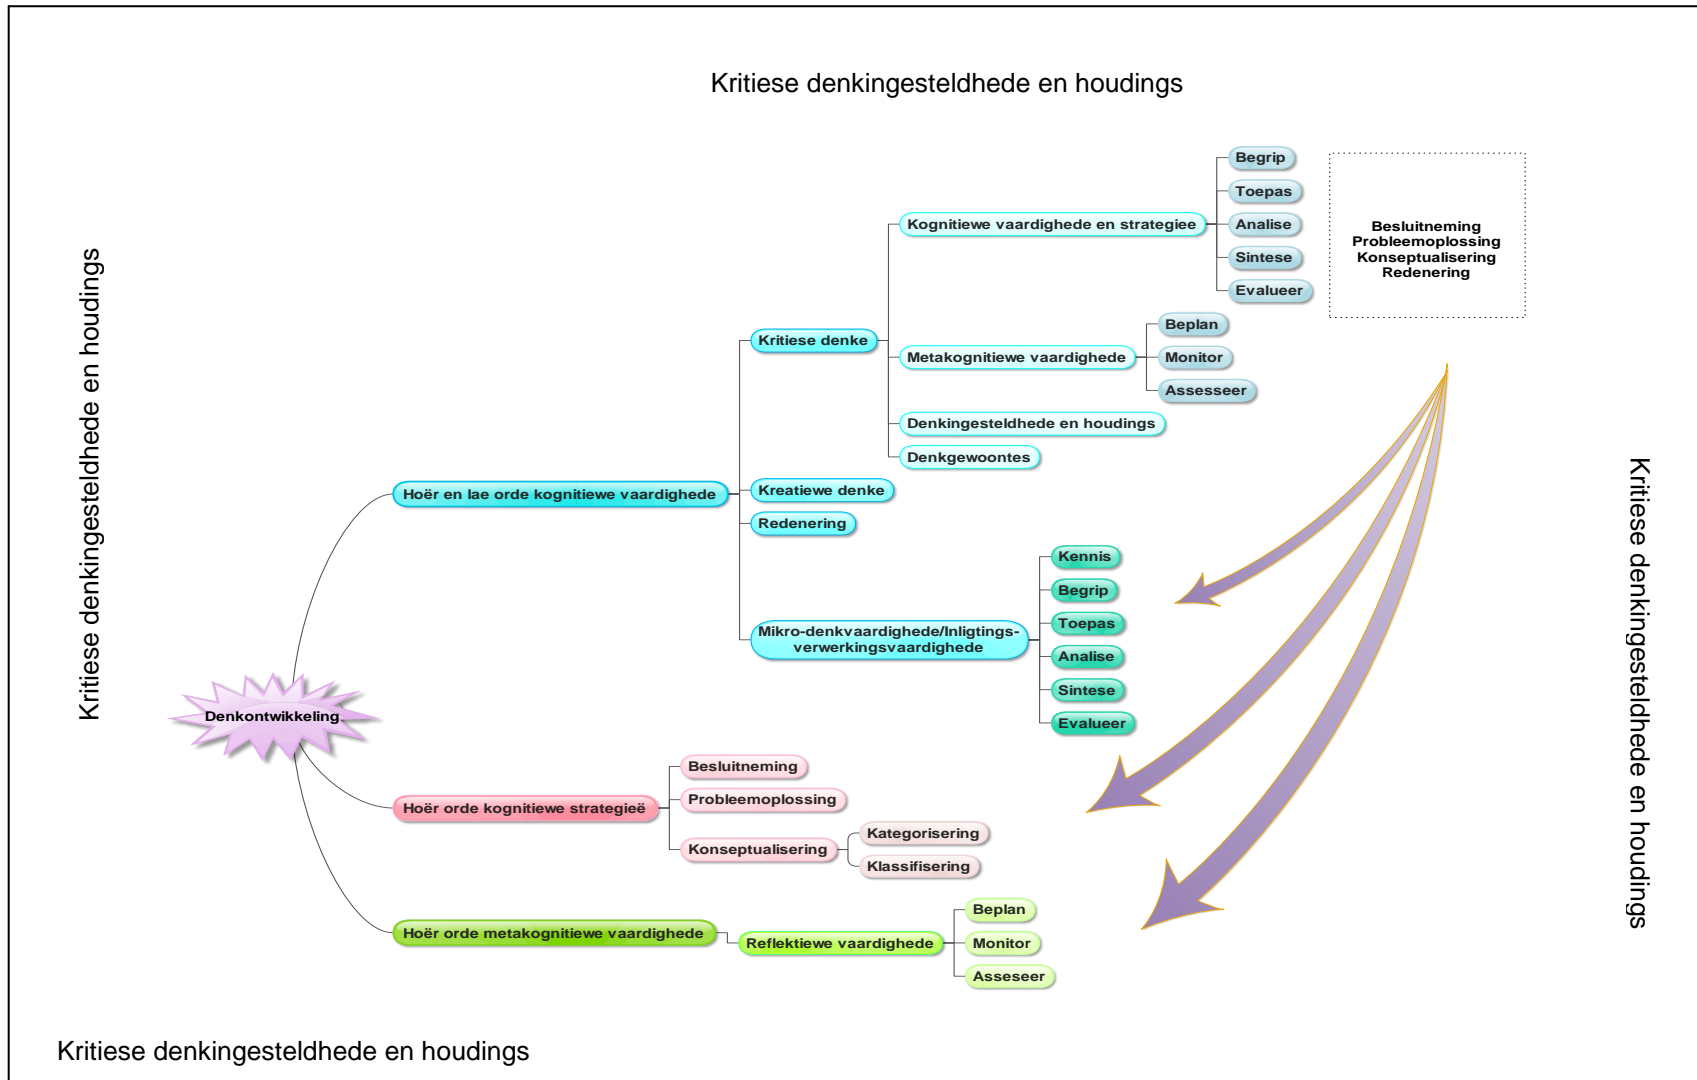 Kritiese denkingesteldhede en houdings
Kritiese denkingesteldhede en houdings
Denkontwikkeling
Hoër en lae orde kognitiewe vaardighede
Kritiese denke
Kognitiewe vaardighede en strategiee
Begrip
Toepas
Analise
Sintese
Evalueer
Metakognitiewe vaardighede
Beplan
Monitor
Assesseer
Denkingesteldhede en houdings
Denkgewoontes
Kreatiewe denke
Redenering
Mikro-denkvaardighede/Inligtings-
verwerkingsvaardighede
Kennis
Begrip
Toepas
Analise
Sintese
Evalueer
Hoër orde kognitiewe strategieë
Besluitneming
Probleemoplossing
Konseptualisering
Kategorisering
Klassifisering
Hoër orde metakognitiewe vaardighede
Reflektiewe vaardighede
Beplan
Monitor
Asseseer
Besluitneming
Probleemoplossing
Konseptualisering
Redenering
Kritiese denkingesteldhede en houdings
Kritiese denkingesteldhede en houdings